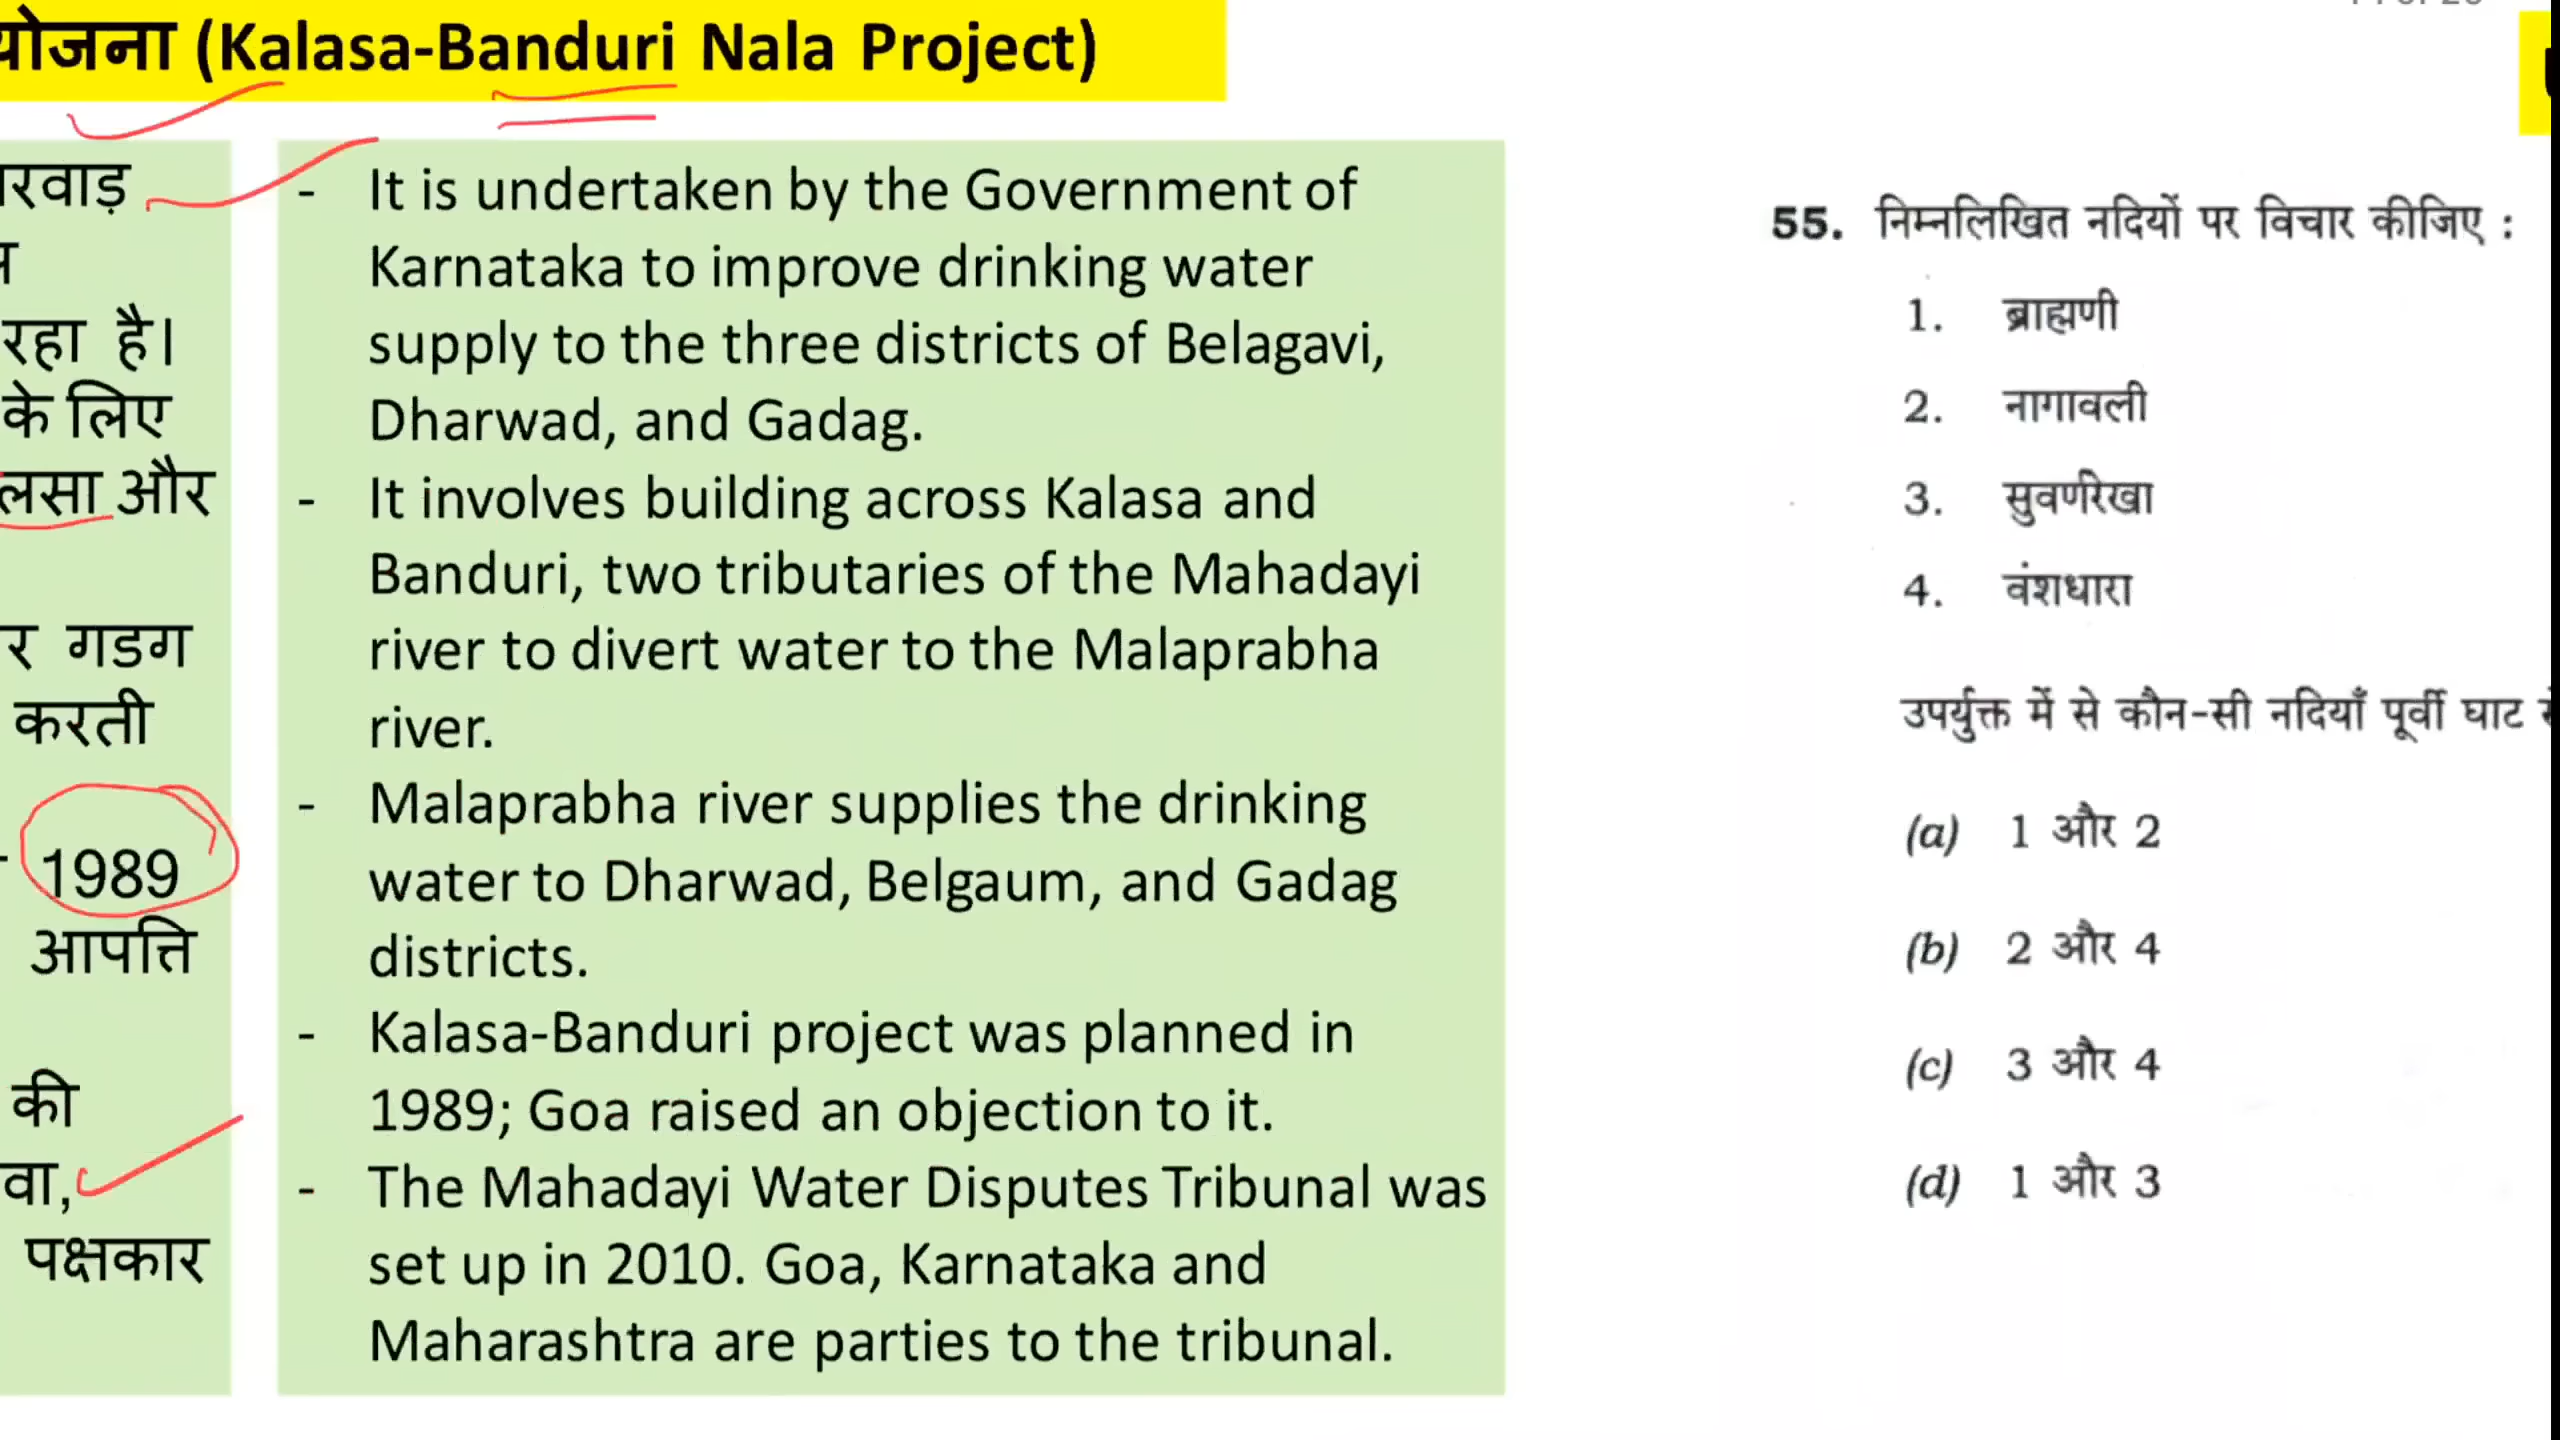 योजना (Kalasa-Banduri Nala Project)
रहा है।
के लिए
और
गडग
करती
1989
आपत्ति
की
पक्षकार
- It is undertaken by the Government of
Karnataka to improve drinking water
supply to the three districts of Belagavi,
Dharwad, and Gadag.
- It involves building across Kalasa and
Banduri, two tributaries of the Mahadayi
river to divert water to the Malaprabha
river.
- Malaprabha river supplies the drinking
water to Dharwad, Belgaum, and Gadag
districts.
- Kalasa-Banduri project was planned in
1989; Goa raised an objection to it.
- The Mahadayi Water Disputes Tribunal was
set up in 2010. Goa, Karnataka and
Maharashtra are parties to the tribunal.
55. निम्नलिखित नदियों पर विचार कीजिए :
1. ब्राह्मणी
2. नागावली
3. सुवर्णरेखा
4. वंशधारा
उपर्युक्त में से कौन-सी नदियाँ पूर्वी घाट
(a) 1 और 2
(b) 2 और 4
(c) 3 और 4
(d) 1 और 3